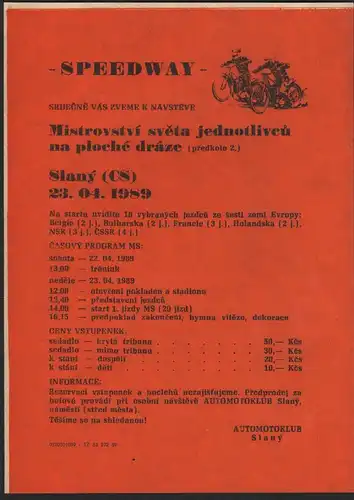 - SPEEDWAY -
SRDEČNĚ VÁS ZVEME K NÁVŠTĚVĚ
Mistrovství světa jednotlivců
na ploché dráze (předkolo 2.)
Slaný (CS)
23. 04. 1989
Na startu uvidíte 18 vybraných jezdců ze šesti zemí Evropy:
Belgie (2 j.), Bulharska (2 j.), Francie (3 j.), Holandska (2 j.),
NSR (3 j.), ČSSR (4 j.)
ČASOVÝ PROGRAM MS:
sobota — 22. 04. 1989
13,00 — trénink
neděle — 23. 04. 1989
12,00 — otevření pokladen a stadionu
13,40 — představení jezdců
14,00 — start 1. jízdy MS (20 jízd)
16,15 — předpoklad zakončení, hymna vítěze, dekorace
CENY VSTUPENEK:
sedadlo — krytá tribuna . . . . . . . . 50,— Kčs
sedadlo — mimo tribunu . . . . . . . . 30,— Kčs
k stání — dospělí . . . . . . . . 20,— Kčs
k stání — děti . . . . . . . . 10,— Kčs
INFORMACE:
Rezervaci vstupenek a noclehů nezajišťujeme. Předprodej za
hotové provádí při osobní návštěvě AUTOMOTOKLUB Slaný,
náměstí (střed města).
Těšíme se na shledanou!
AUTOMOTOKLUB
Slaný